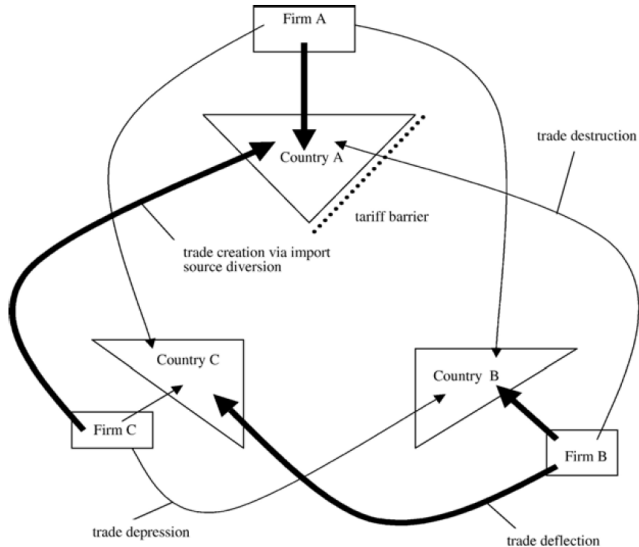 Firm A
trade destruction
Country A
tariff barrier
trade creation via import
source diversion
Country C
Country B
Firm C
Firm B
trade depression
trade deflection